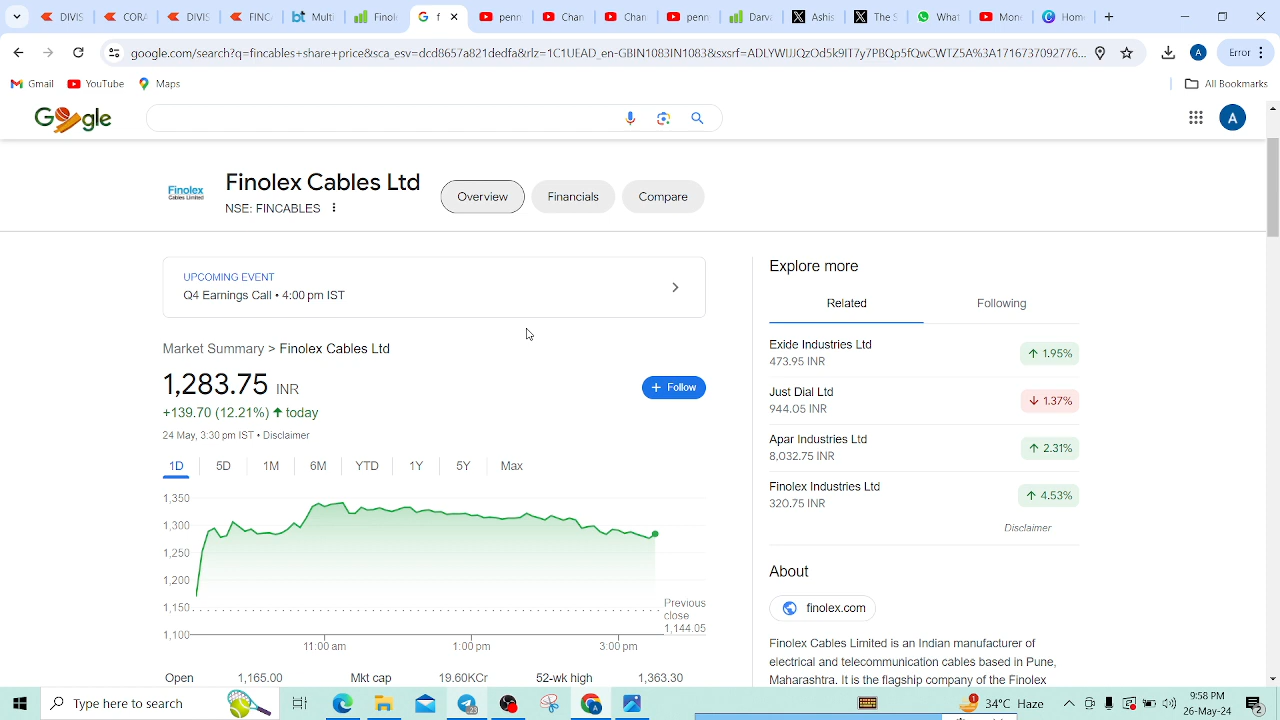 DIVIS
CORA
DIVIS
FINC
Multi
Finole
f
penn
Chan
Chan
penn
Darva
Ashis
The S
What
Mone
Home
google.com/search?q=fincables+share+price&sca_esv=dcd8657a821dedfa&rlz=1C1UEAD_en-GBIN1083IN1083&sxsrf=ADLYWIJQzOd5k9IT7y7PBQp5fQwCWTZ5A%3A1716737092776...
A
Error
Gmail
YouTube
Maps
All Bookmarks
A
Finolex
Cables Limited
Finolex Cables Ltd
NSE: FINCABLES
Overview
Financials
Compare
UPCOMING EVENT
Q4 Earnings Call • 4:00 pm IST
Market Summary > Finolex Cables Ltd
1,283.75 INR
+ Follow
+139.70 (12.21%) ↑ today
24 May, 3:30 pm IST • Disclaimer
1D
5D
1M
6M
YTD
1Y
5Y
Max
1,350
1,300
1,250
1,200
1,150
1,100
Previous
close
1,144.05
11:00 am
1:00 pm
3:00 pm
Open 1,165.00
Mkt cap 19.60KCr
52-wk high 1,363.30
Explore more
Related
Following
Exide Industries Ltd
473.95 INR
↑ 1.95%
Just Dial Ltd
944.05 INR
↓ 1.37%
Apar Industries Ltd
8,032.75 INR
↑ 2.31%
Finolex Industries Ltd
320.75 INR
↑ 4.53%
Disclaimer
About
finolex.com
Finolex Cables Limited is an Indian manufacturer of
electrical and telecommunication cables based in Pune,
Maharashtra. It is the flagship company of the Finolex
Type here to search
34°C Haze
9:58 PM
26-May-24